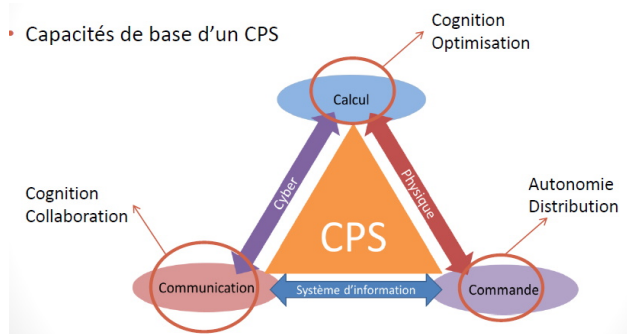 • Capacités de base d'un CPS
Cognition
Optimisation
Calcul
Cyber
Physique
Cognition
Collaboration
Autonomie
Distribution
CPS
Communication
Système d'information
Commande